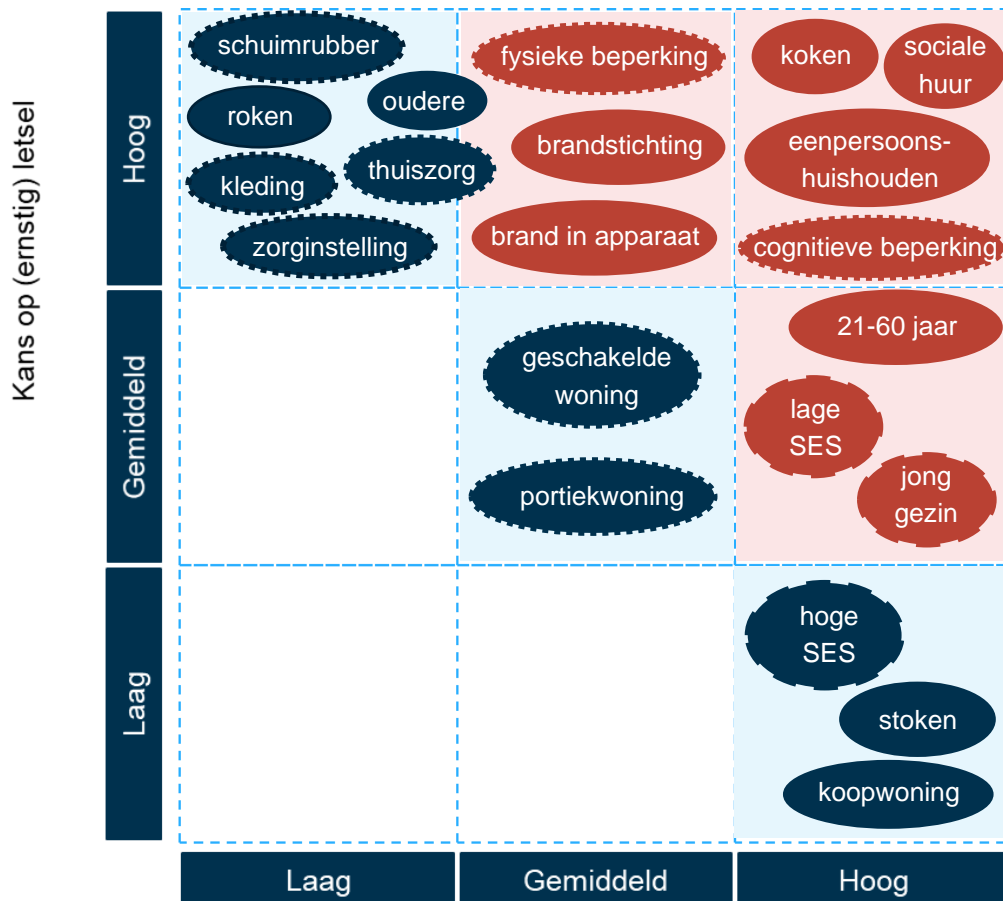 Kans op (ernstig) letsel
Hoog
schuimrubber
roken
oudere
kleding
thuiszorg
zorginstelling
fysieke beperking
brandstichting
brand in apparaat
koken
sociale
huur
eenpersoons-
huishouden
cognitieve beperking
Gemiddeld
geschakelde
woning
portiekwoning
21-60 jaar
lage
SES
jong
gezin
Laag
hoge
SES
stoken
koopwoning
Laag
Gemiddeld
Hoog